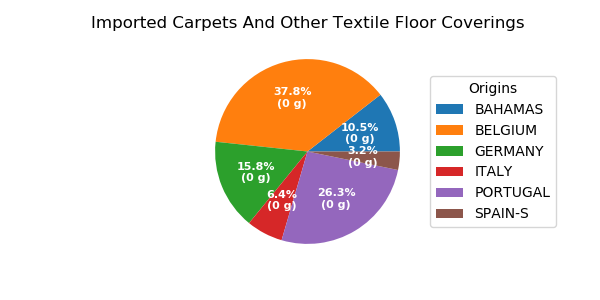 Imported Carpets And Other Textile Floor Coverings
37.8%
(0 g)
10.5%
(0 g)
3.2%
(0 g)
15.8%
(0 g)
6.4%
(0 g)
26.3%
(0 g)
Origins
BAHAMAS
BELGIUM
GERMANY
ITALY
PORTUGAL
SPAIN-S